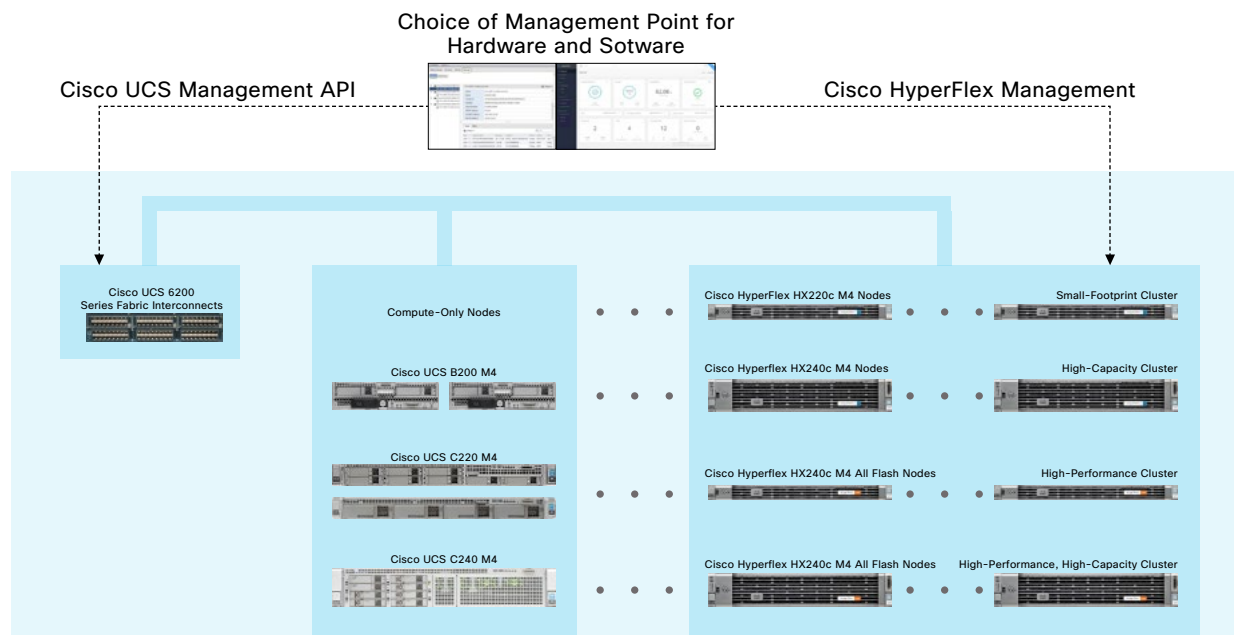 Choice of Management Point for
Hardware and Sotware
Cisco UCS Management API
Cisco HyperFlex Management
Cisco UCS 6200
Series Fabric Interconnects
Compute-Only Nodes
Cisco UCS B200 M4
Cisco UCS C220 M4
Cisco UCS C240 M4
Cisco HyperFlex HX220c M4 Nodes
Small-Footprint Cluster
Cisco Hyperflex HX240c M4 Nodes
High-Capacity Cluster
Cisco Hyperflex HX240c M4 All Flash Nodes
High-Performance Cluster
Cisco Hyperflex HX240c M4 All Flash Nodes
High-Performance, High-Capacity Cluster